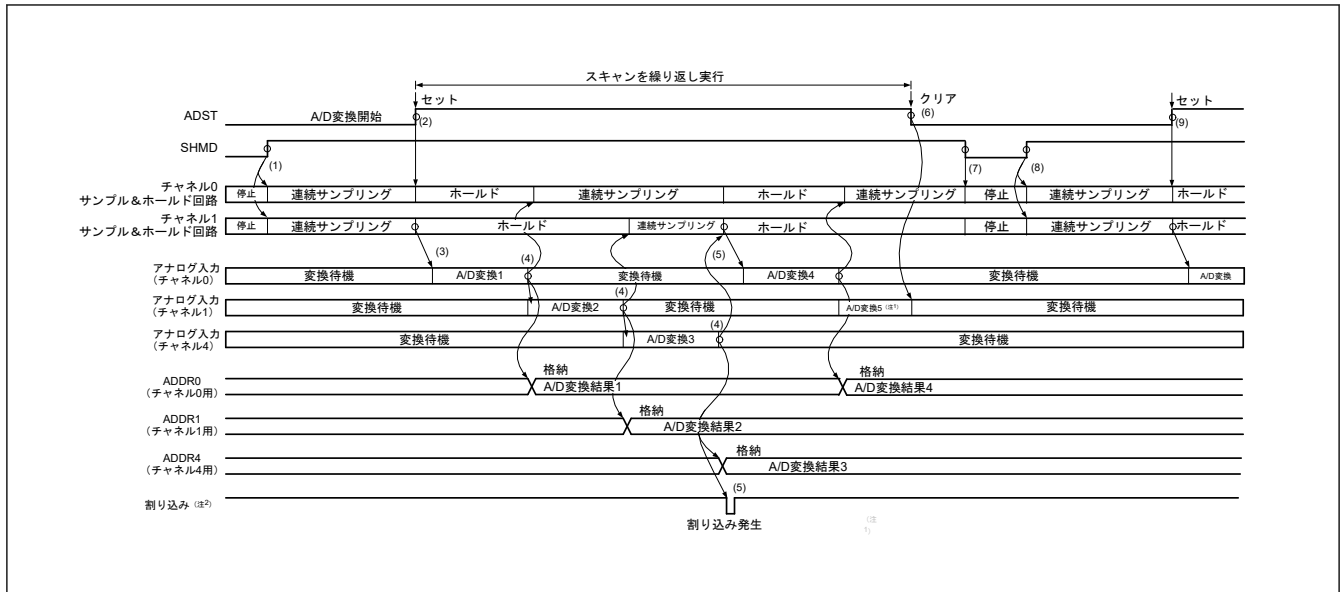 スキャンを繰り返し実行
セット
クリア
セット
ADST
A/D変換開始
(2)
(6)
(9)
SHMD
(1)
(7)
(8)
チャネル0
サンプル&ホールド回路
停止
連続サンプリング
ホールド
連続サンプリング
ホールド
連続サンプリング
停止
連続サンプリング
ホールド
チャネル1
サンプル&ホールド回路
停止
連続サンプリング
ホールド
連続サンプリング
ホールド
停止
連続サンプリング
ホールド
(3)
(4)
(5)
アナログ入力
(チャネル0)
変換待機
A/D変換1
変換待機
A/D変換4
変換待機
A/D変換
(4)
アナログ入力
(チャネル1)
変換待機
A/D変換2
変換待機
A/D変換5 (注1)
変換待機
(4)
アナログ入力
(チャネル4)
変換待機
A/D変換3
変換待機
ADDR0
(チャネル0用)
格納
A/D変換結果1
格納
A/D変換結果4
ADDR1
(チャネル1用)
格納
A/D変換結果2
ADDR4
(チャネル4用)
格納
A/D変換結果3
割り込み (注2)
(5)
割り込み発生
(注
1)